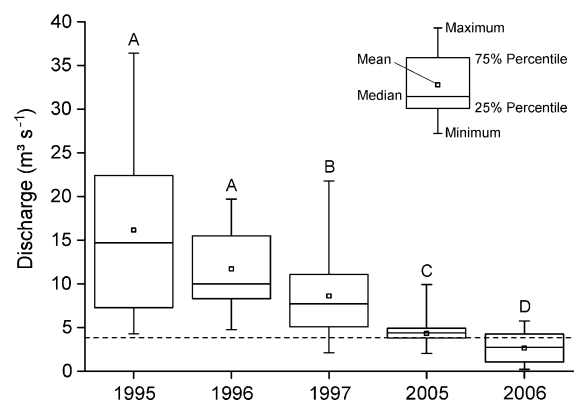 40
35
30
25
20
15
10
5
0
Discharge (m³ s⁻¹)
A
A
B
C
D
Maximum
Mean
75% Percentile
Median
25% Percentile
Minimum
1995 1996 1997 2005 2006